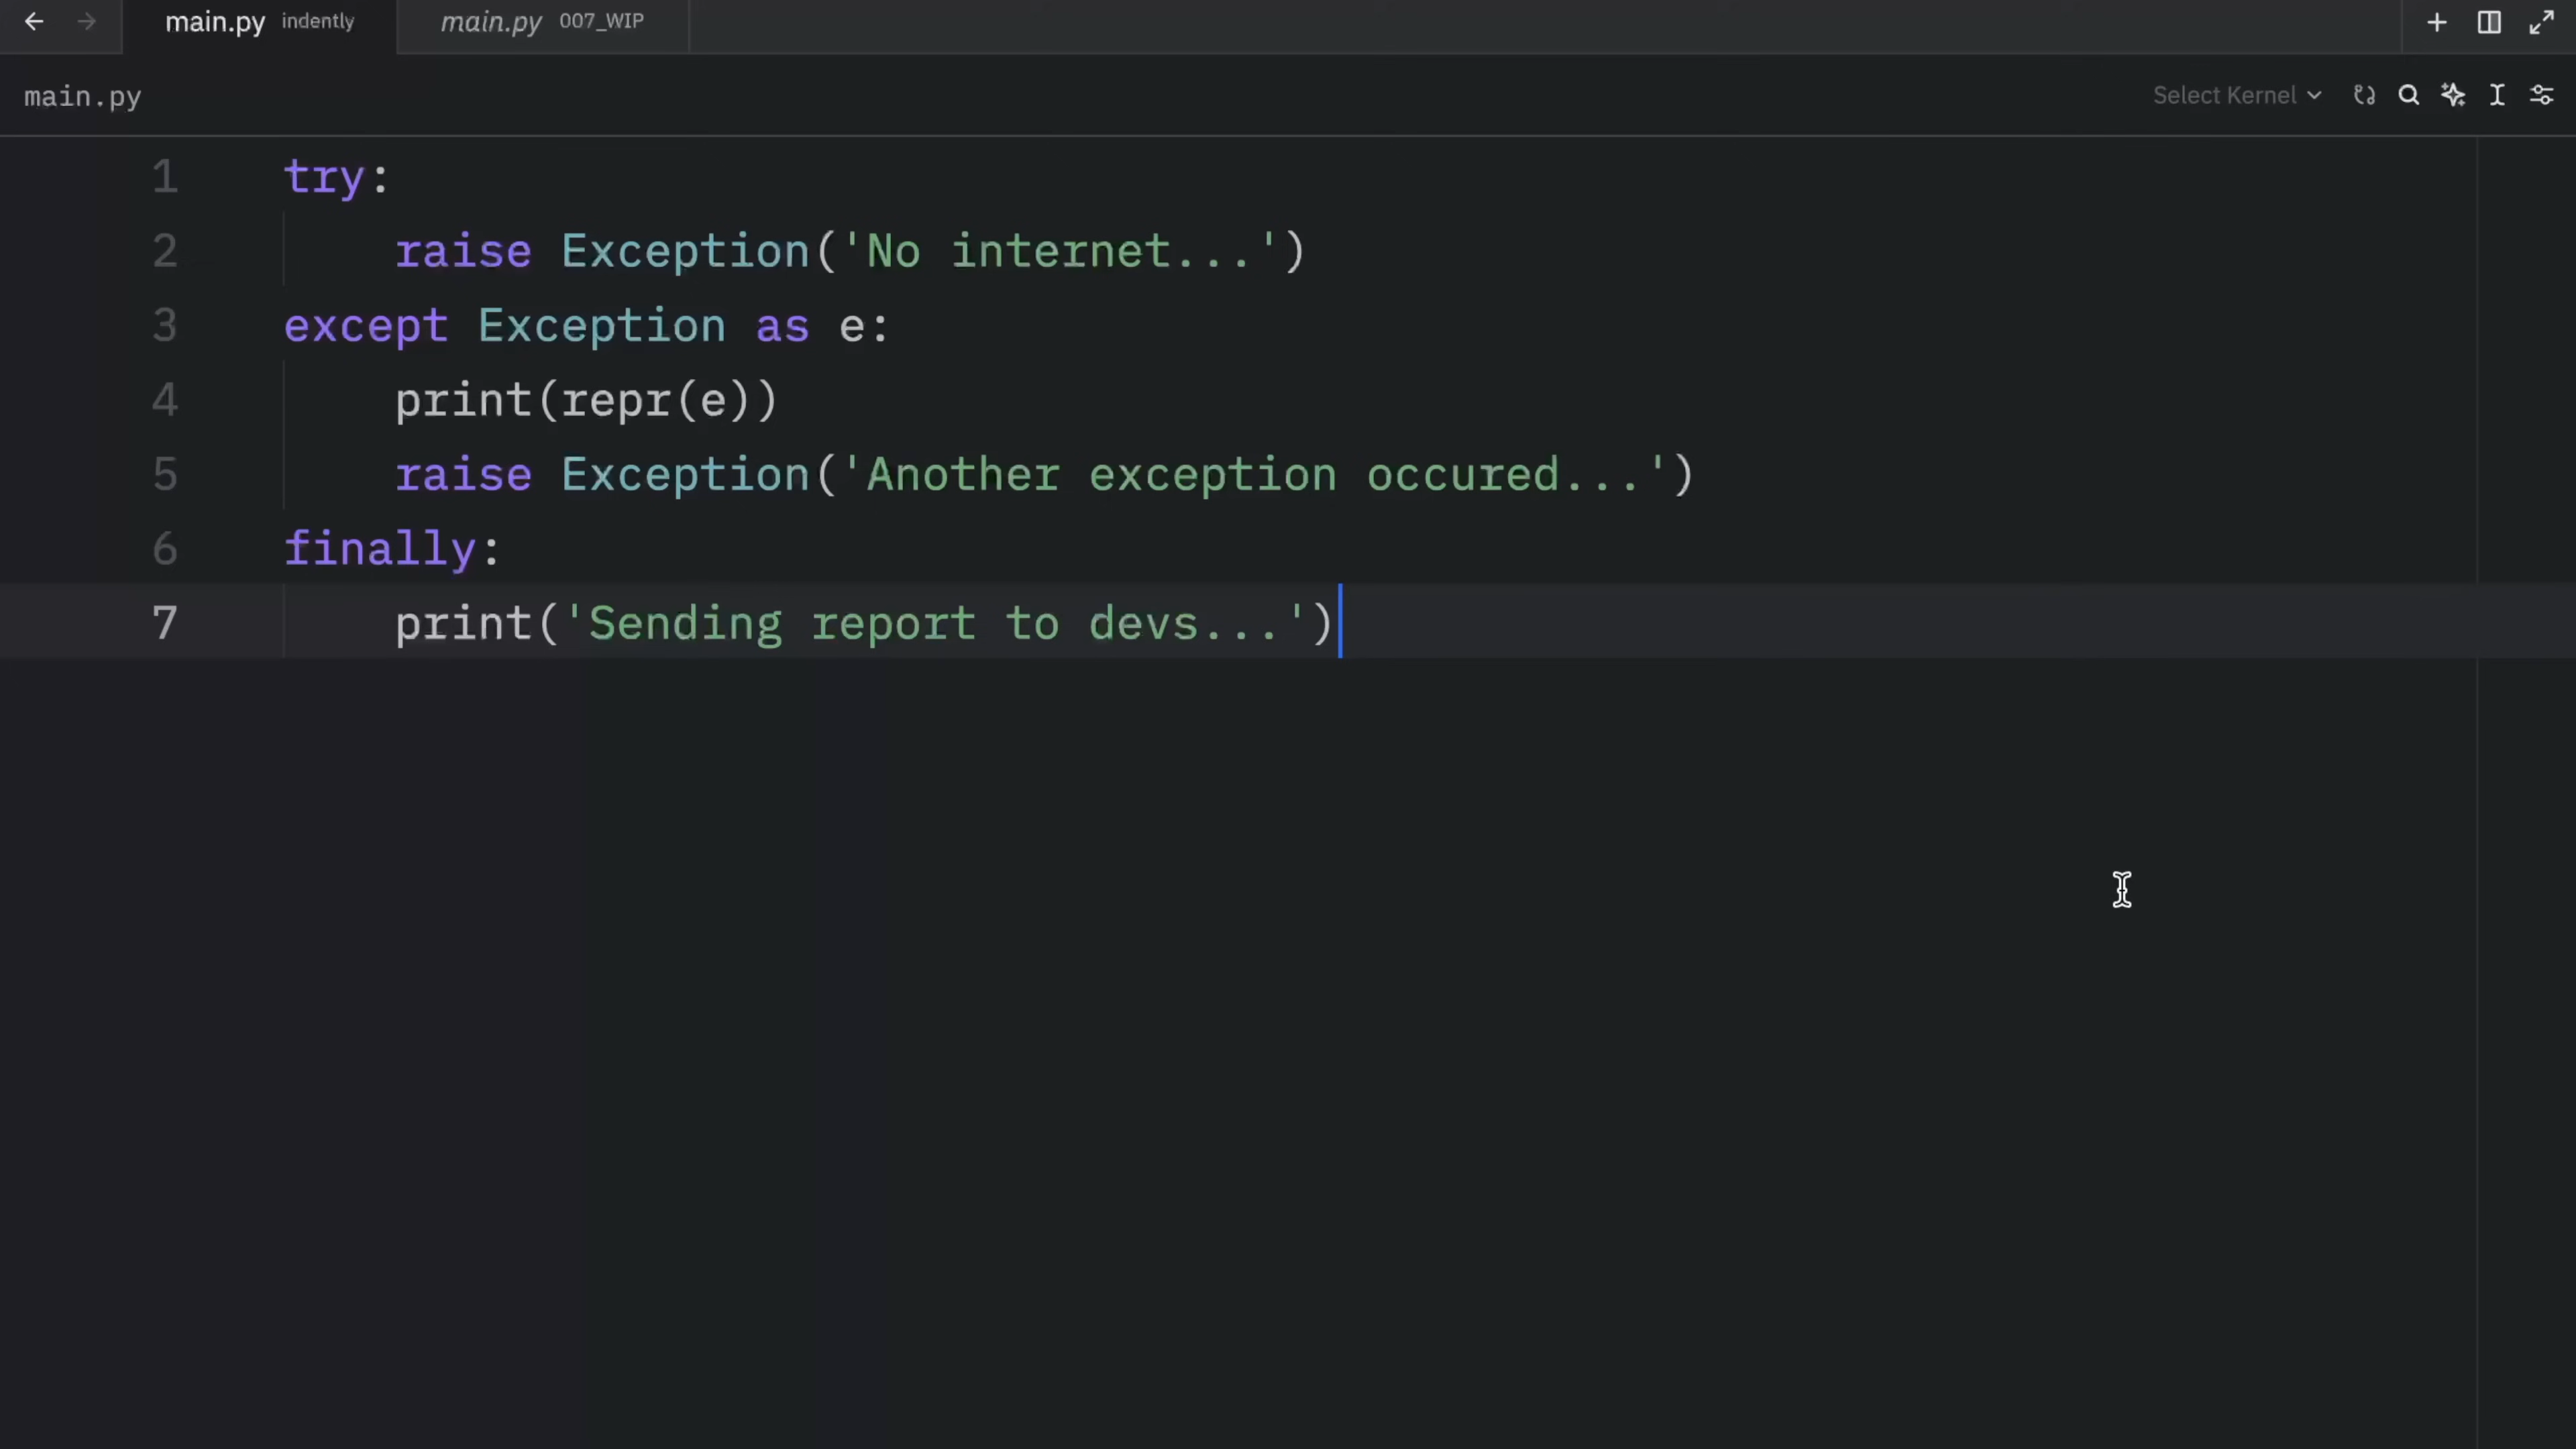 main.py indently main.py 007_WIP
main.py Select Kernel
1 try:
2 raise Exception('No internet...')
3 except Exception as e:
4 print(repr(e))
5 raise Exception('Another exception occured...')
6 finally:
7 print('Sending report to devs...')